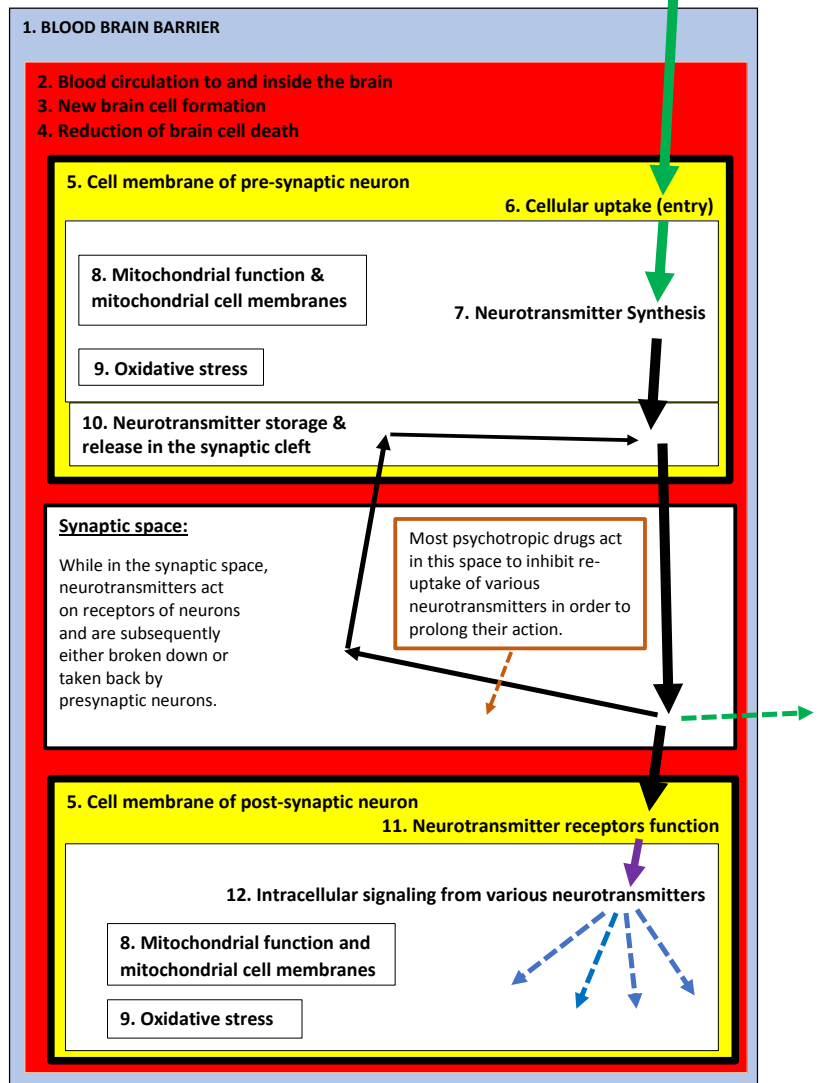 1. BLOOD BRAIN BARRIER
2. Blood circulation to and inside the brain
3. New brain cell formation
4. Reduction of brain cell death
5. Cell membrane of pre-synaptic neuron
6. Cellular uptake (entry)
8. Mitochondrial function &
mitochondrial cell membranes
7. Neurotransmitter Synthesis
9. Oxidative stress
10. Neurotransmitter storage &
release in the synaptic cleft
Synaptic space:
While in the synaptic space,
neurotransmitters act
on receptors of neurons
and are subsequently
either broken down or
taken back by
presynaptic neurons.
Most psychotropic drugs act
in this space to inhibit re-
uptake of various
neurotransmitters in order to
prolong their action.
5. Cell membrane of post-synaptic neuron
11. Neurotransmitter receptors function
12. Intracellular signaling from various neurotransmitters
8. Mitochondrial function and
mitochondrial cell membranes
9. Oxidative stress